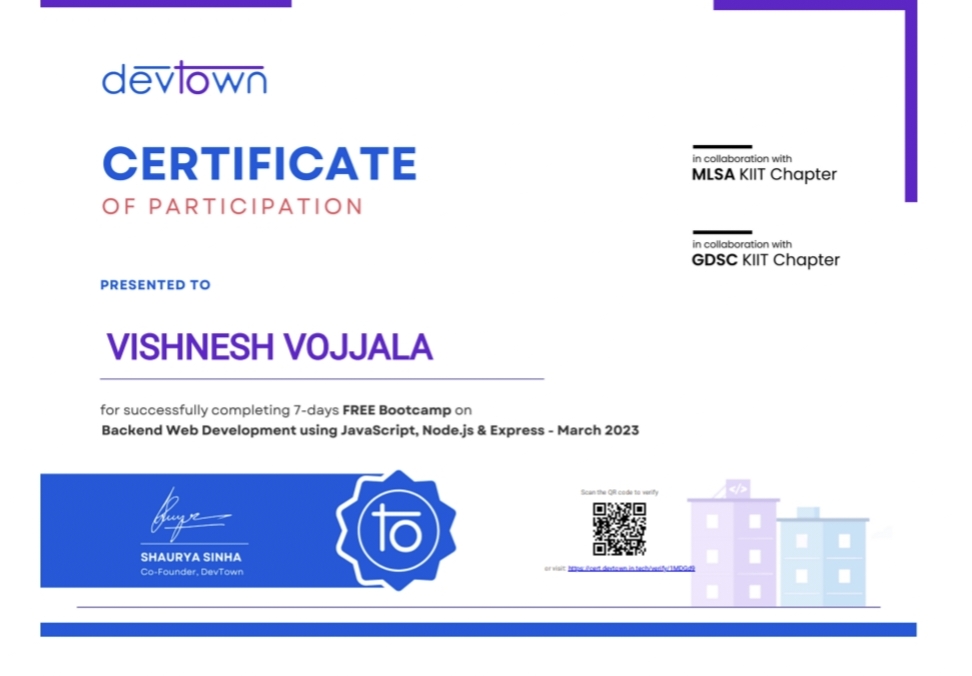 devtown
CERTIFICATE
OF PARTICIPATION
in collaboration with
MLSA KIIT Chapter
in collaboration with
GDSC KIIT Chapter
PRESENTED TO
VISHNESH VOJJALA
for successfully completing 7-days FREE Bootcamp on
Backend Web Development using JavaScript, Node.js & Express - March 2023
SHAURYA SINHA
Co-Founder, DevTown
to
Scan the QR code to verify
or visit: https://cert.devtown.in.tech/verify/1MDGd9
</>